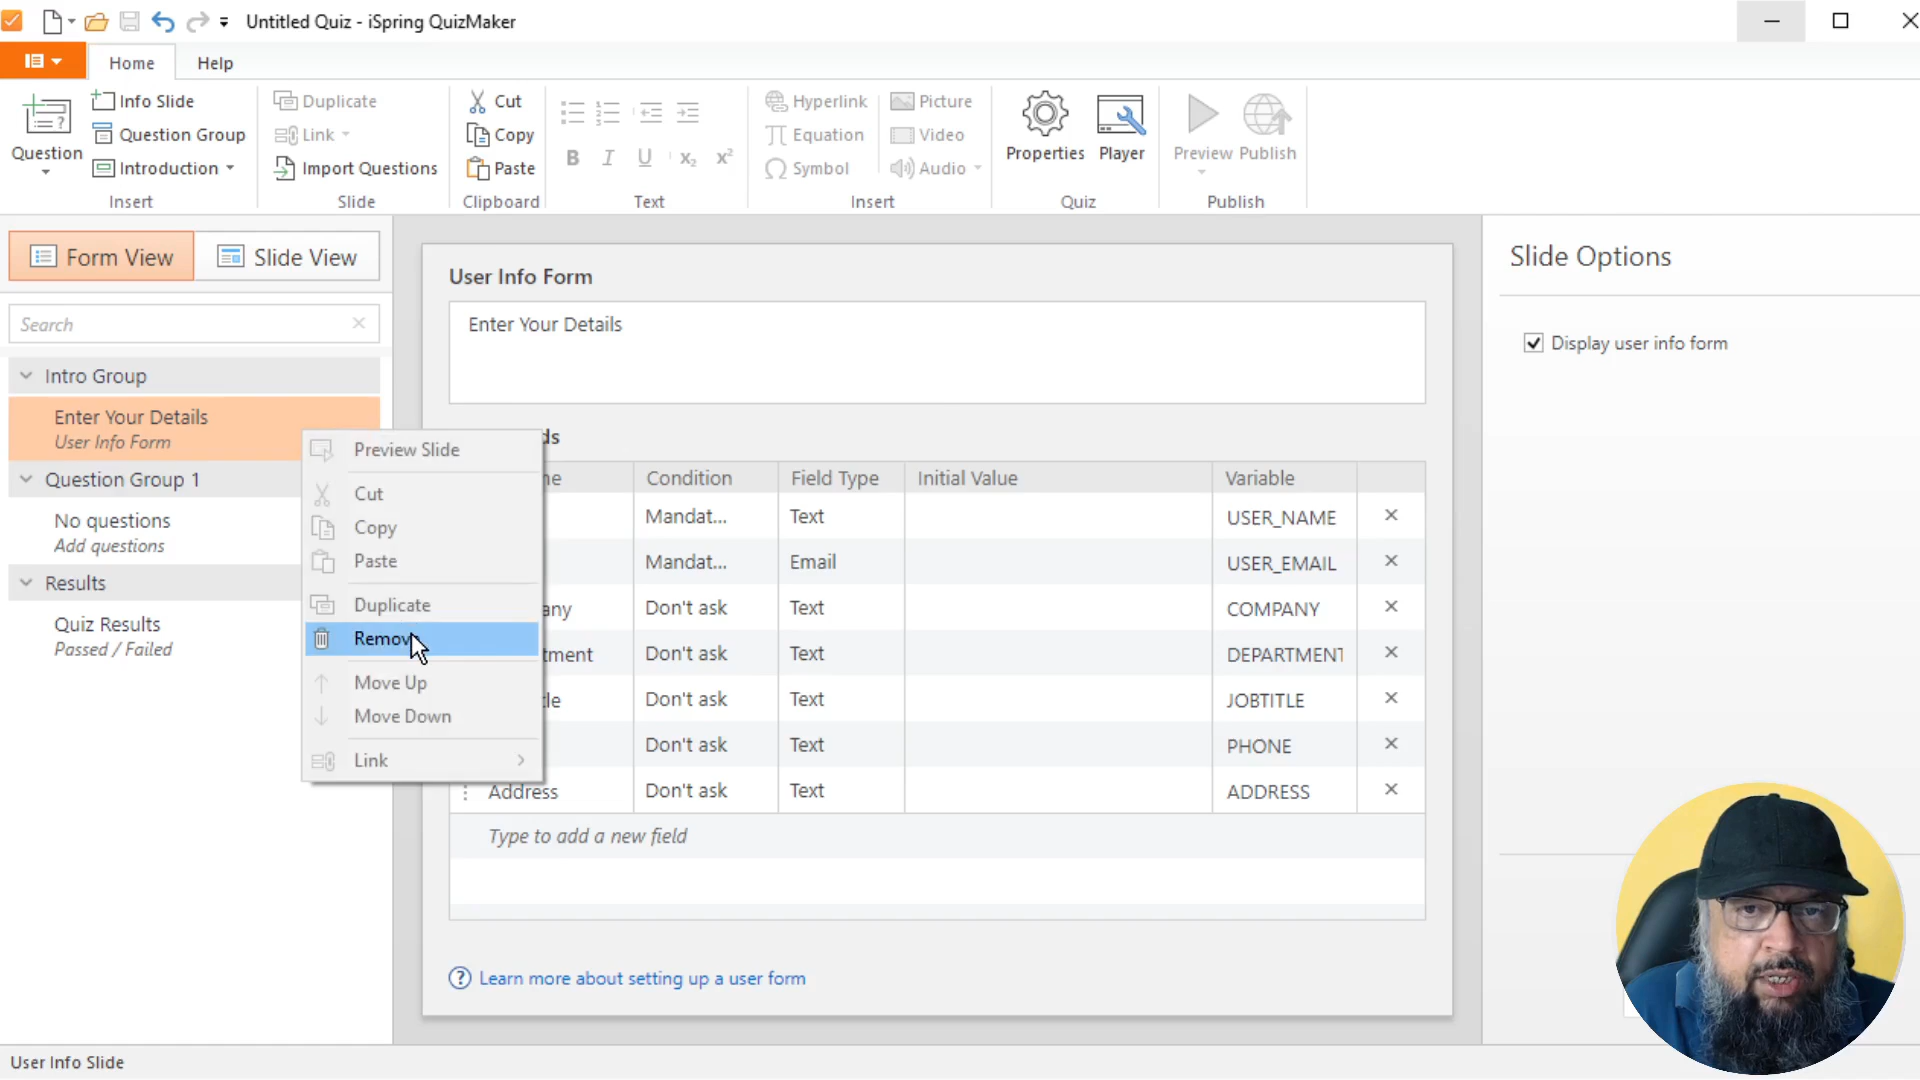 Untitled Quiz - iSpring QuizMaker
Home
Help
Question
Info Slide
Question Group
Introduction
Insert
Duplicate
Link
Import Questions
Slide
Cut
Copy
Paste
Clipboard
B I U x₂ x²
Text
Hyperlink
Equation
Symbol
Picture
Video
Audio
Insert
Properties
Player
Quiz
Preview
Publish
Publish
Form View
Slide View
Search
Intro Group
Enter Your Details
User Info Form
Question Group 1
No questions
Add questions
Results
Quiz Results
Passed / Failed
Preview Slide
Cut
Copy
Paste
Duplicate
Remove
Move Up
Move Down
Link
User Info Form
Enter Your Details
Condition Field Type Initial Value Variable
Mandat... Text USER_NAME
Mandat... Email USER_EMAIL
Don't ask Text COMPANY
Don't ask Text DEPARTMENT
Don't ask Text JOBTITLE
Don't ask Text PHONE
Address Don't ask Text ADDRESS
Type to add a new field
Learn more about setting up a user form
Slide Options
Display user info form
User Info Slide